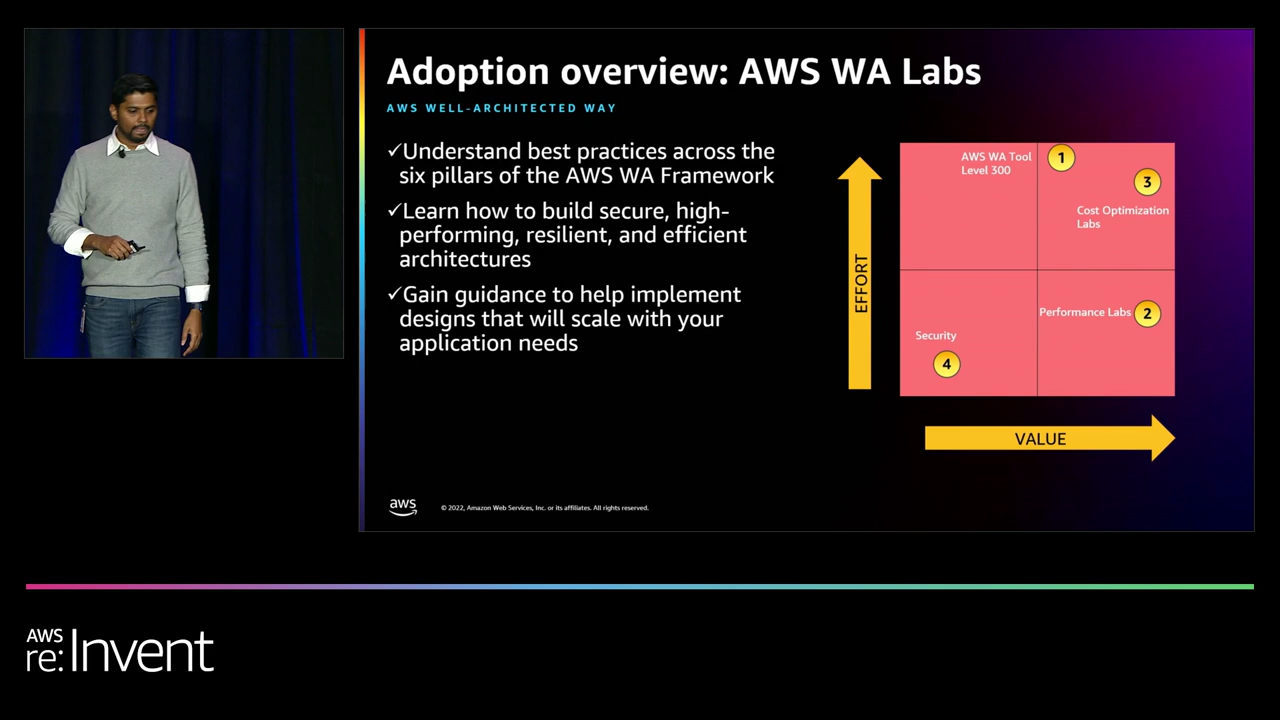 Adoption overview: AWS WA Labs
AWS WELL-ARCHITECTED WAY
✓Understand best practices across the
six pillars of the AWS WA Framework
✓Learn how to build secure, high-
performing, resilient, and efficient
architectures
✓Gain guidance to help implement
designs that will scale with your
application needs
EFFORT
AWS WA Tool
Level 300
1
3
Cost Optimization
Labs
Performance Labs
2
Security
4
VALUE
aws
© 2022, Amazon Web Services, Inc. or its affiliates. All rights reserved.
AWS
re:Invent